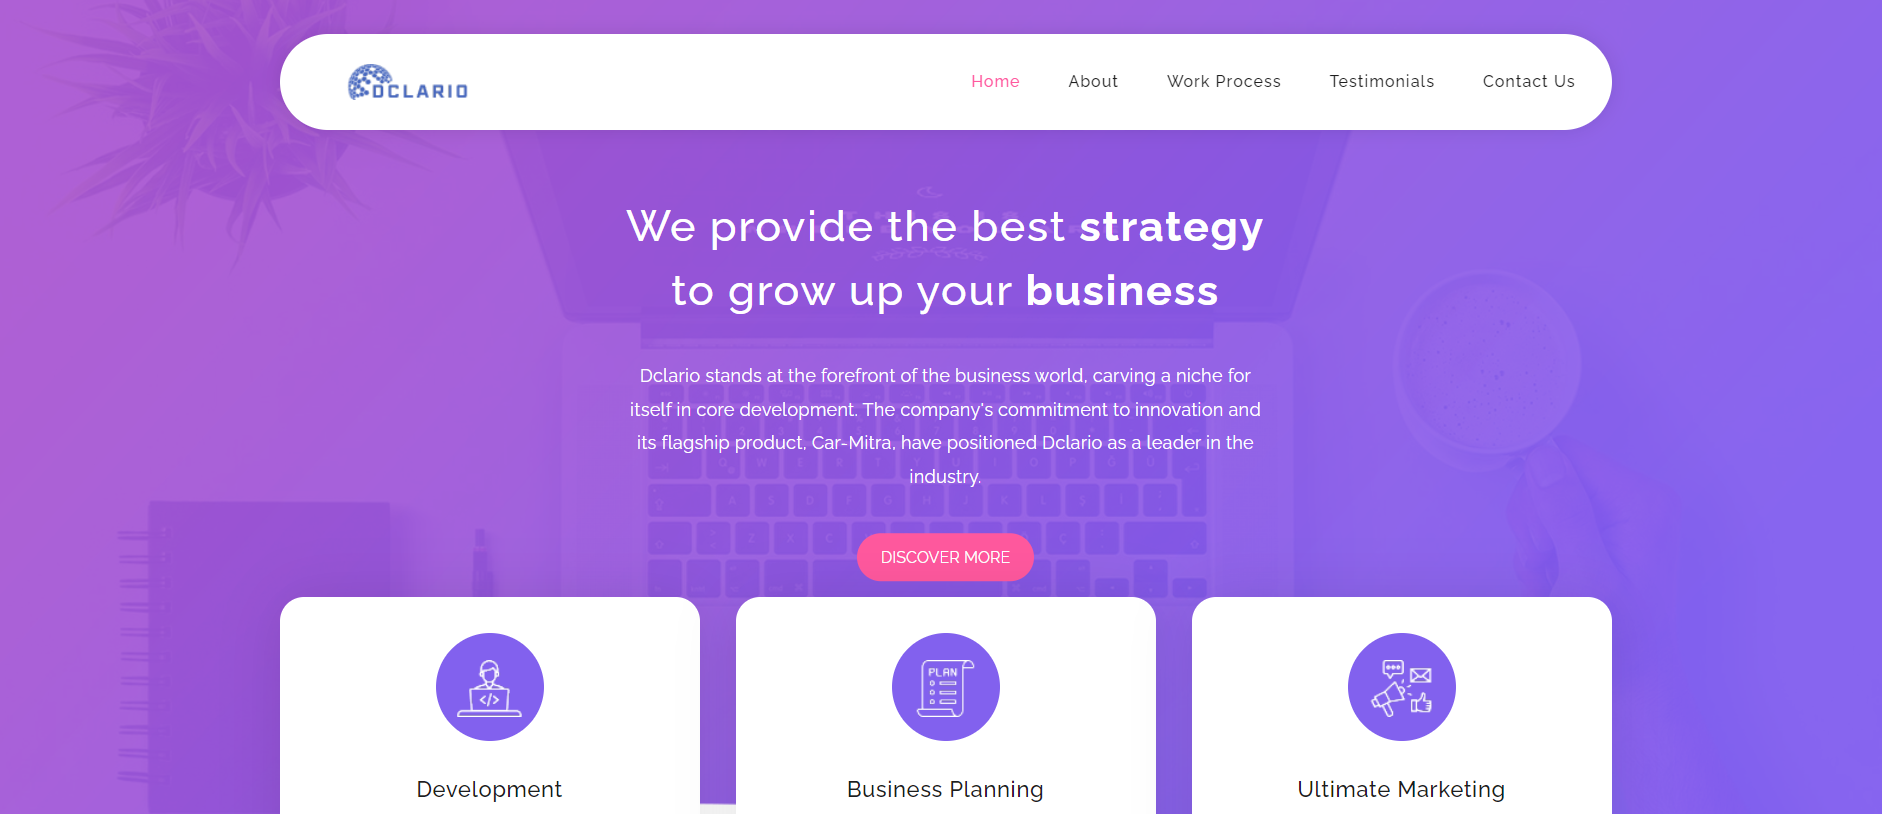 DCLARIO
Home About Work Process Testimonials Contact Us
We provide the best strategy
to grow up your business
Dclario stands at the forefront of the business world, carving a niche for
itself in core development. The company's commitment to innovation and
its flagship product, Car-Mitra, have positioned Dclario as a leader in the
industry.
DISCOVER MORE
PLAN
Development
Business Planning
Ultimate Marketing